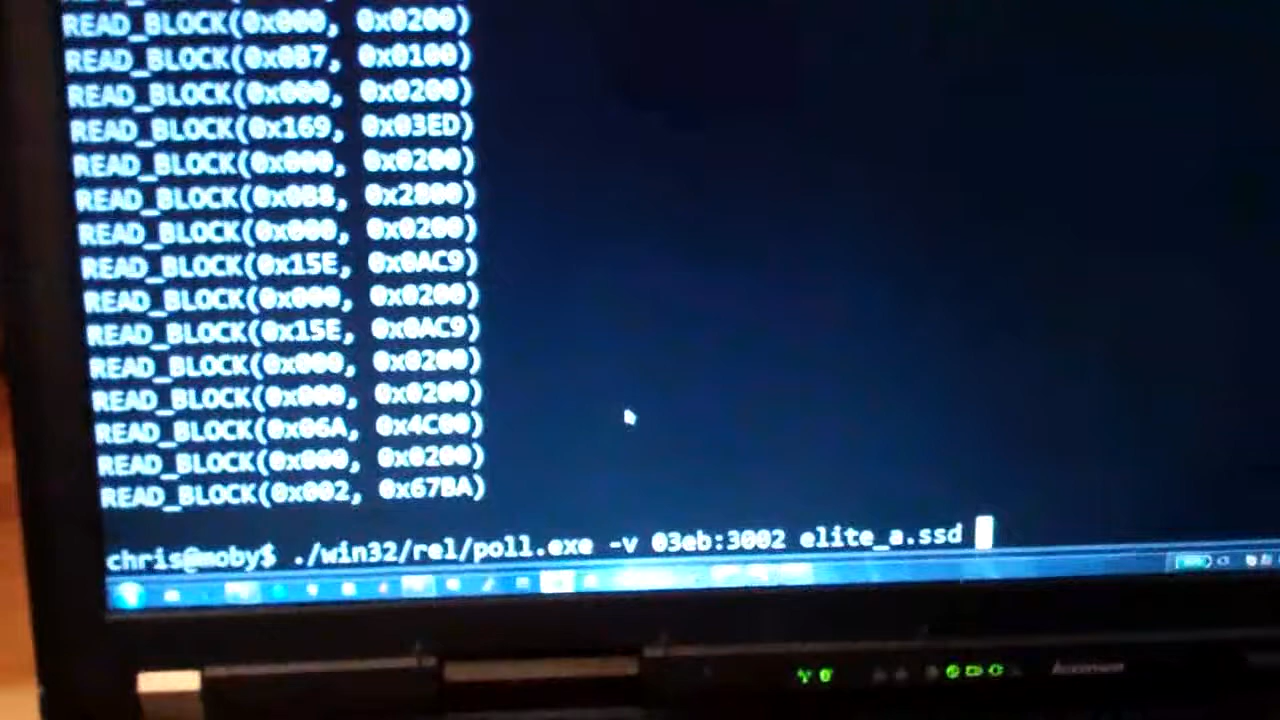 READ_BLOCK(0x000, 0x0200)
READ_BLOCK(0x0B7, 0x0100)
READ_BLOCK(0x000, 0x0200)
READ_BLOCK(0x169, 0x03ED)
READ_BLOCK(0x000, 0x0200)
READ_BLOCK(0x0B8, 0x2800)
READ_BLOCK(0x000, 0x0200)
READ_BLOCK(0x15E, 0x0AC9)
READ_BLOCK(0x000, 0x0200)
READ_BLOCK(0x15E, 0x0AC9)
READ_BLOCK(0x000, 0x0200)
READ_BLOCK(0x000, 0x0200)
READ_BLOCK(0x06A, 0x4C00)
READ_BLOCK(0x000, 0x0200)
READ_BLOCK(0x002, 0x67BA)
chris@moby$ ./win32/rel/poll.exe -v 03eb:3002 elite_a.ssd